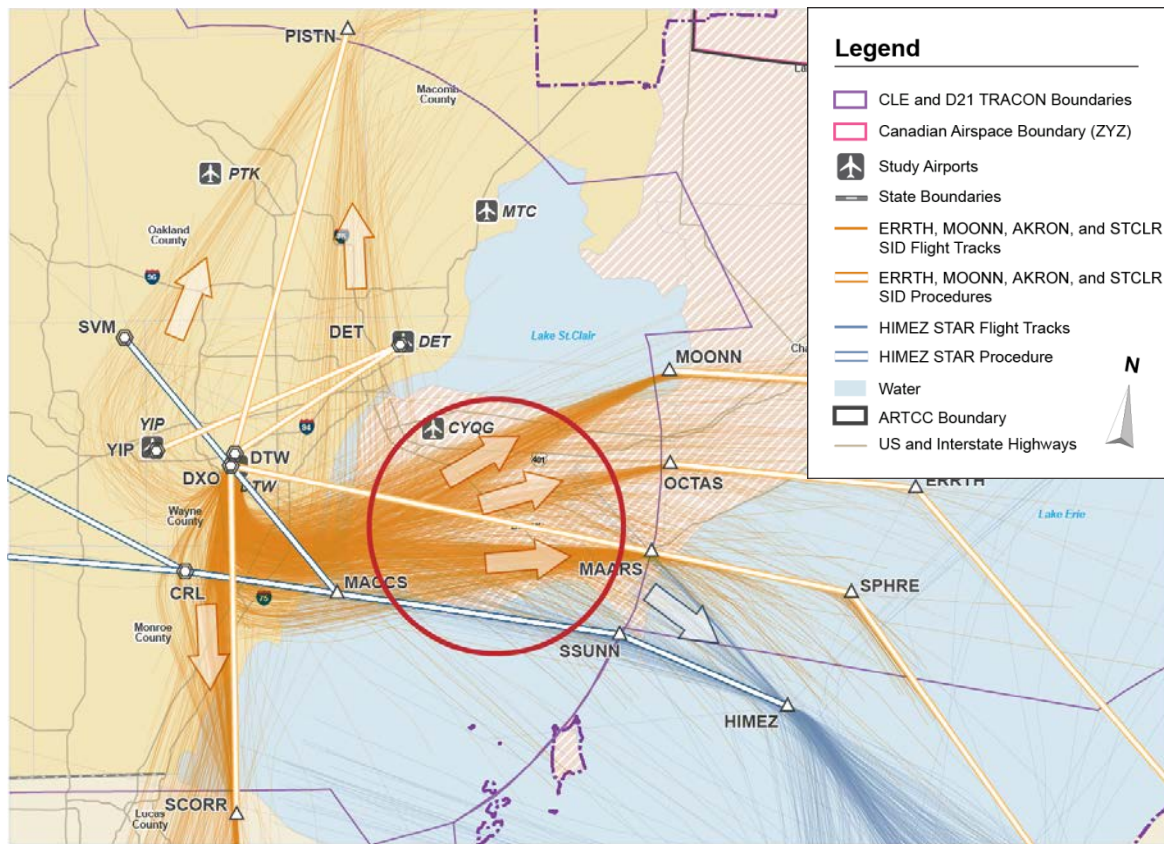 PISTN
Macomb
County
PTK
MTC
Oakland
County
96
SVM
DET
DET
Lake St. Clair
MOONN
YIP
YIP
94
CYQG
DTW
DXO
DTW
401
OCTAS
ERRTH
Wayne
County
Lake Erie
MAARS
CRL
75
MACCS
SPHRE
Monroe
County
SSUNN
HIMEZ
SCORR
Lucas
County
Legend
CLE and D21 TRACON Boundaries
Canadian Airspace Boundary (ZYZ)
Study Airports
State Boundaries
ERRTH, MOONN, AKRON, and STCLR
SID Flight Tracks
ERRTH, MOONN, AKRON, and STCLR
SID Procedures
HIMEZ STAR Flight Tracks
HIMEZ STAR Procedure
Water
ARTCC Boundary
US and Interstate Highways
N